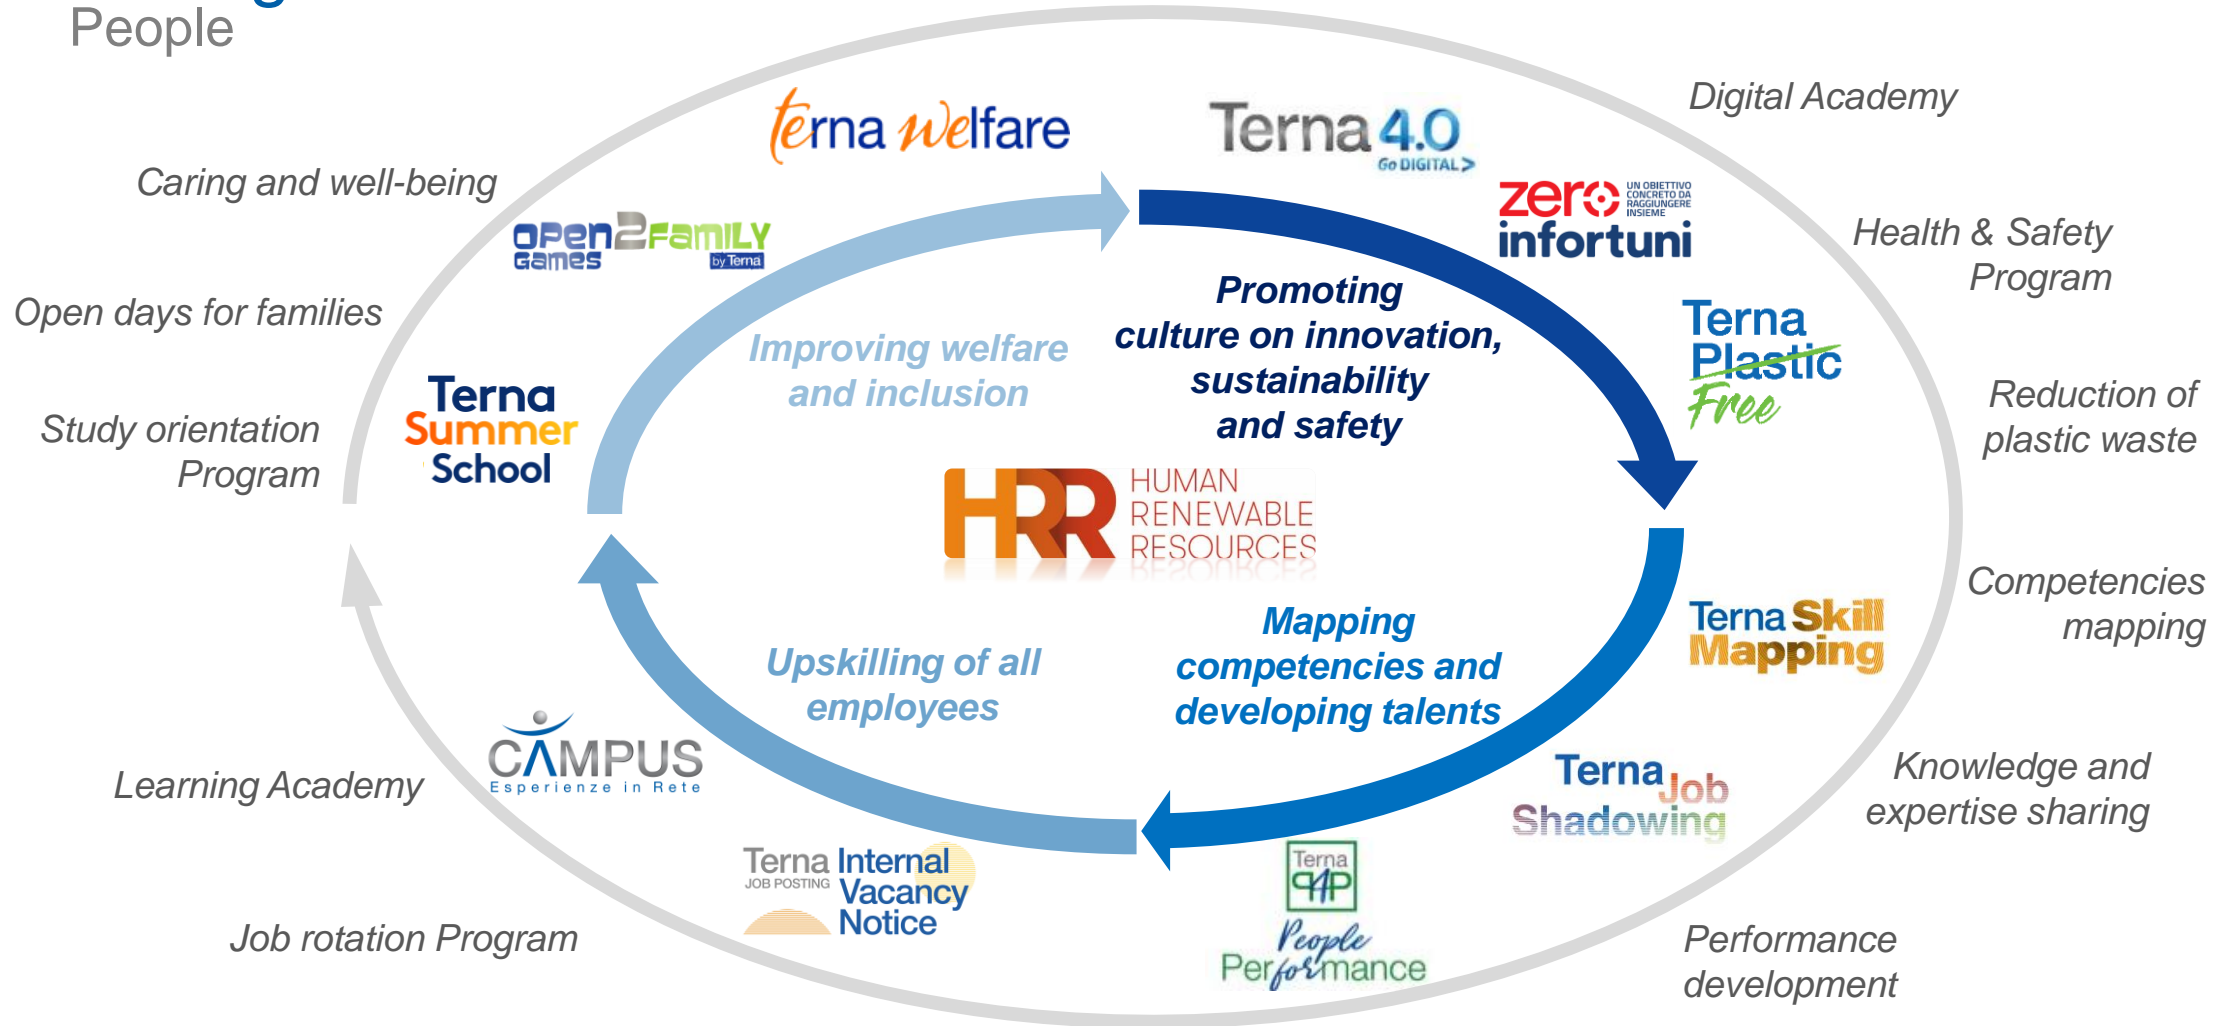 People
terna welfare
Terna 4.0
Go DIGITAL >
Digital Academy
Caring and well-being
OPen2FamILY
Games
by Terna
zero
infortuni
UN OBIETTIVO
CONCRETO DA
RAGGIUNGERE
INSIEME
Health & Safety
Program
Open days for families
Improving welfare
and inclusion
Promoting
culture on innovation,
sustainability
and safety
Terna
Plastic
Free
Reduction of
plastic waste
Study orientation
Program
Terna
Summer
School
HRR
HUMAN
RENEWABLE
RESOURCES
Competencies
mapping
Terna Skill
Mapping
Mapping
competencies and
developing talents
Upskilling of all
employees
CAMPUS
Esperienze in Rete
Learning Academy
Terna Job
Shadowing
Knowledge and
expertise sharing
Terna
JOB POSTING
Internal
Vacancy
Notice
Job rotation Program
Terna
P4P
People
Performance
Performance
development